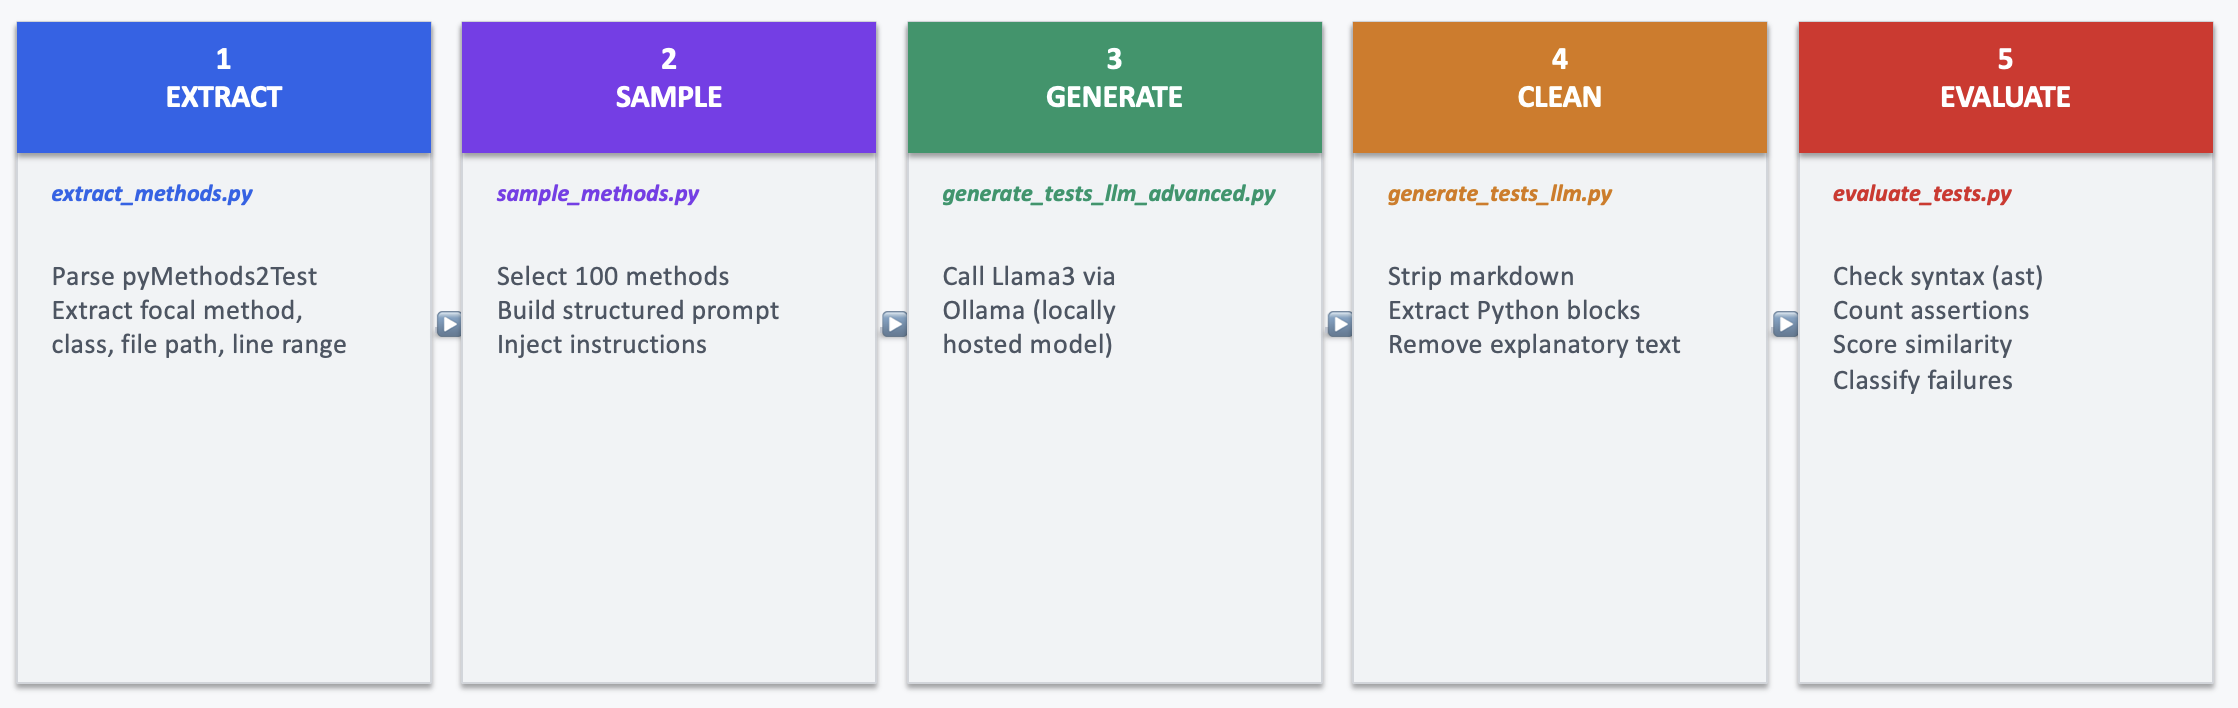 1
EXTRACT
extract_methods.py
Parse pyMethods2Test
Extract focal method,
class, file path, line range
2
SAMPLE
sample_methods.py
Select 100 methods
Build structured prompt
Inject instructions
3
GENERATE
generate_tests_llm_advanced.py
Call Llama3 via
Ollama (locally
hosted model)
4
CLEAN
generate_tests_llm.py
Strip markdown
Extract Python blocks
Remove explanatory text
5
EVALUATE
evaluate_tests.py
Check syntax (ast)
Count assertions
Score similarity
Classify failures